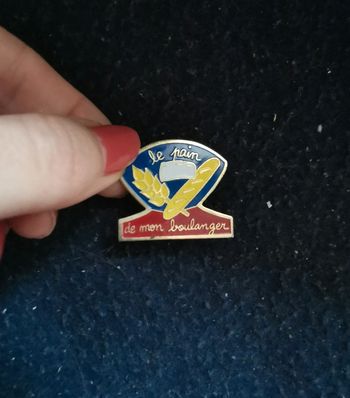 le pain
de mon boulanger